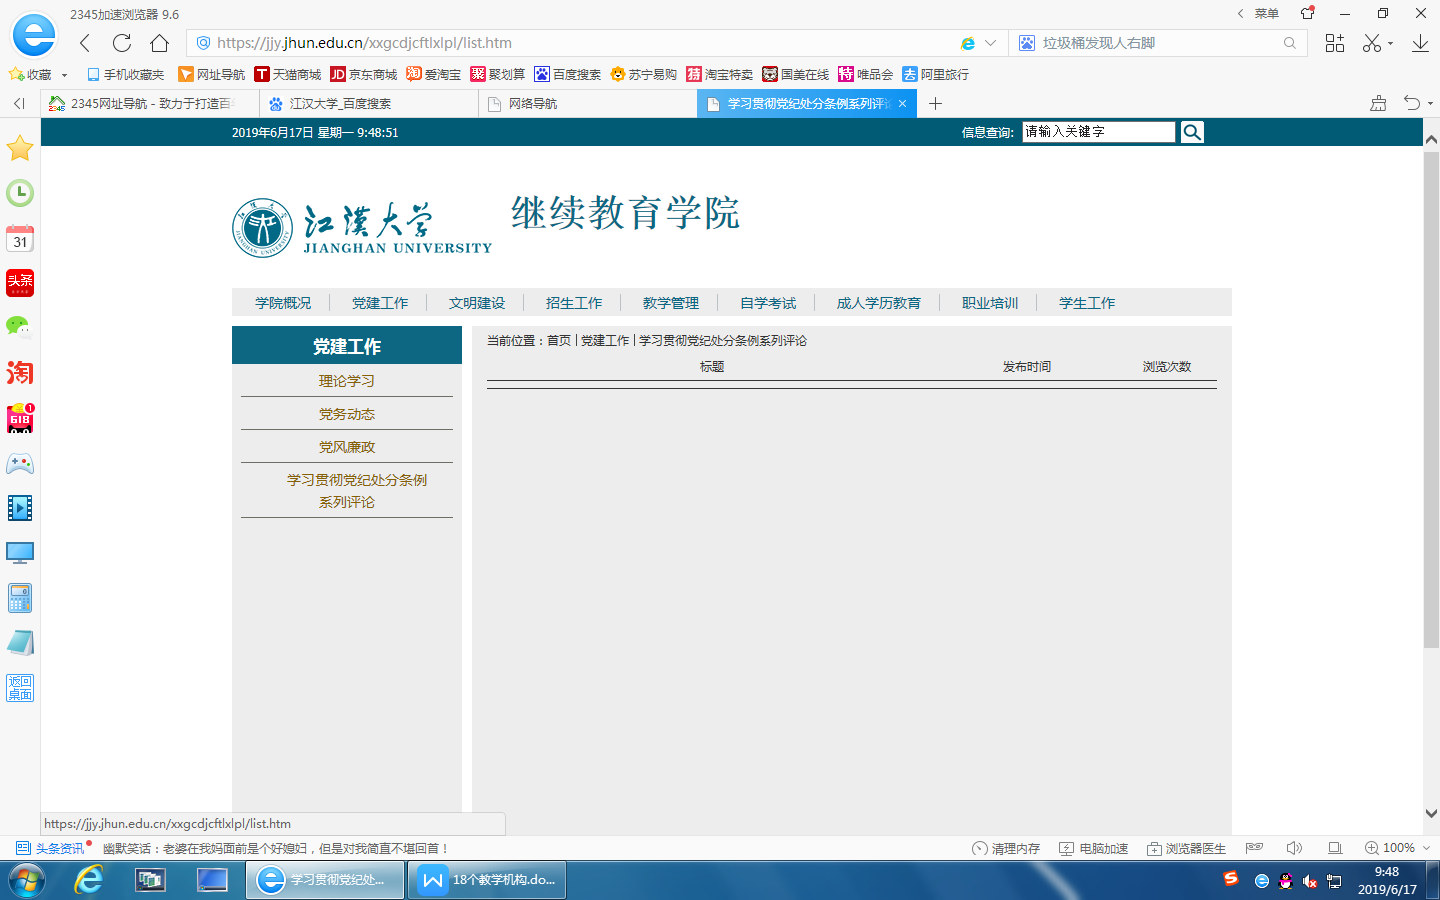 2345加速浏览器 9.6
菜单
https://jjy.jhun.edu.cn/xxgcdjcftlxlpl/list.htm
垃圾桶发现人右脚
收藏 手机收藏夹 网址导航 天猫商城 京东商城 爱淘宝 聚划算 百度搜索 苏宁易购 淘宝特卖 国美在线 唯品会 阿里旅行
2345网址导航 - 致力于打造百 江汉大学_百度搜索 网络导航 学习贯彻党纪处分条例系列评论
2019年6月17日 星期一 9:48:51
信息查询: 请输入关键字
31
头条
江汉大学
JIANGHAN UNIVERSITY
继续教育学院
淘
618
1
学院概况 党建工作 文明建设 招生工作 教学管理 自学考试 成人学历教育 职业培训 学生工作
党建工作
理论学习
党务动态
党风廉政
学习贯彻党纪处分条例
系列评论
当前位置：首页 | 党建工作 | 学习贯彻党纪处分条例系列评论
标题 发布时间 浏览次数
返回
桌面
https://jjy.jhun.edu.cn/xxgcdjcftlxlpl/list.htm
头条资讯 幽默笑话：老婆在我妈面前是个好媳妇，但是对我简直不堪回首！
清理内存 电脑加速 浏览器医生 100%
学习贯彻党纪处... 18个教学机构.do...
9:48
2019/6/17